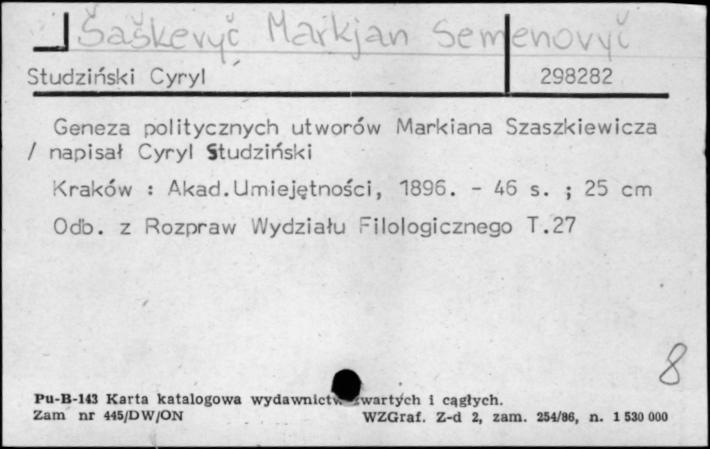 Šaškevyč Markjan Semenovyč
Studziński Cyryl 298282
Geneza politycznych utworów Markiana Szaszkiewicza
/ napisał Cyryl Studziński
Kraków : Akad.Umiejętności, 1896. - 46 s. ; 25 cm
Odb. z Rozpraw Wydziału Filologicznego T.27
8
Pu-B-143 Karta katalogowa wydawnictw zwartych i cągłych.
Zam nr 445/DW/ON WZGraf. Z-d 2, zam. 254/86, n. 1 530 000